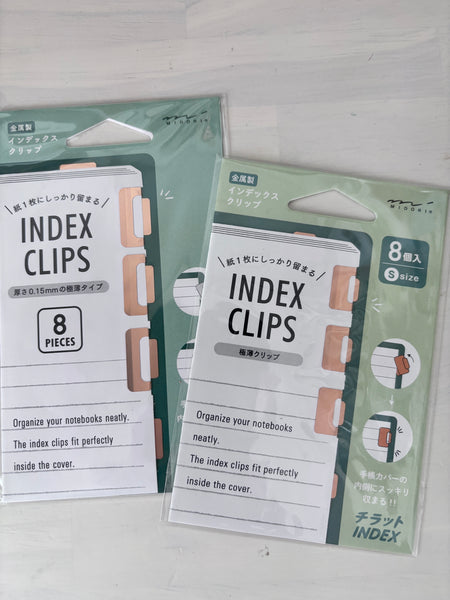 金属製
インデックス
クリップ
MIDORI
紙1枚にしっかり留まる
INDEX
CLIPS
厚さ0.15mmの極薄タイプ
8
PIECES
Organize your notebooks neatly.
The index clips fit perfectly
inside the cover.
金属製
インデックス
クリップ
MIDORI
8個入
S size
紙1枚にしっかり留まる
INDEX
CLIPS
極薄クリップ
Organize your notebooks
neatly.
The index clips fit perfectly
inside the cover.
手帳カバーの
内側にスッキリ
収まる!!
チラット
INDEX